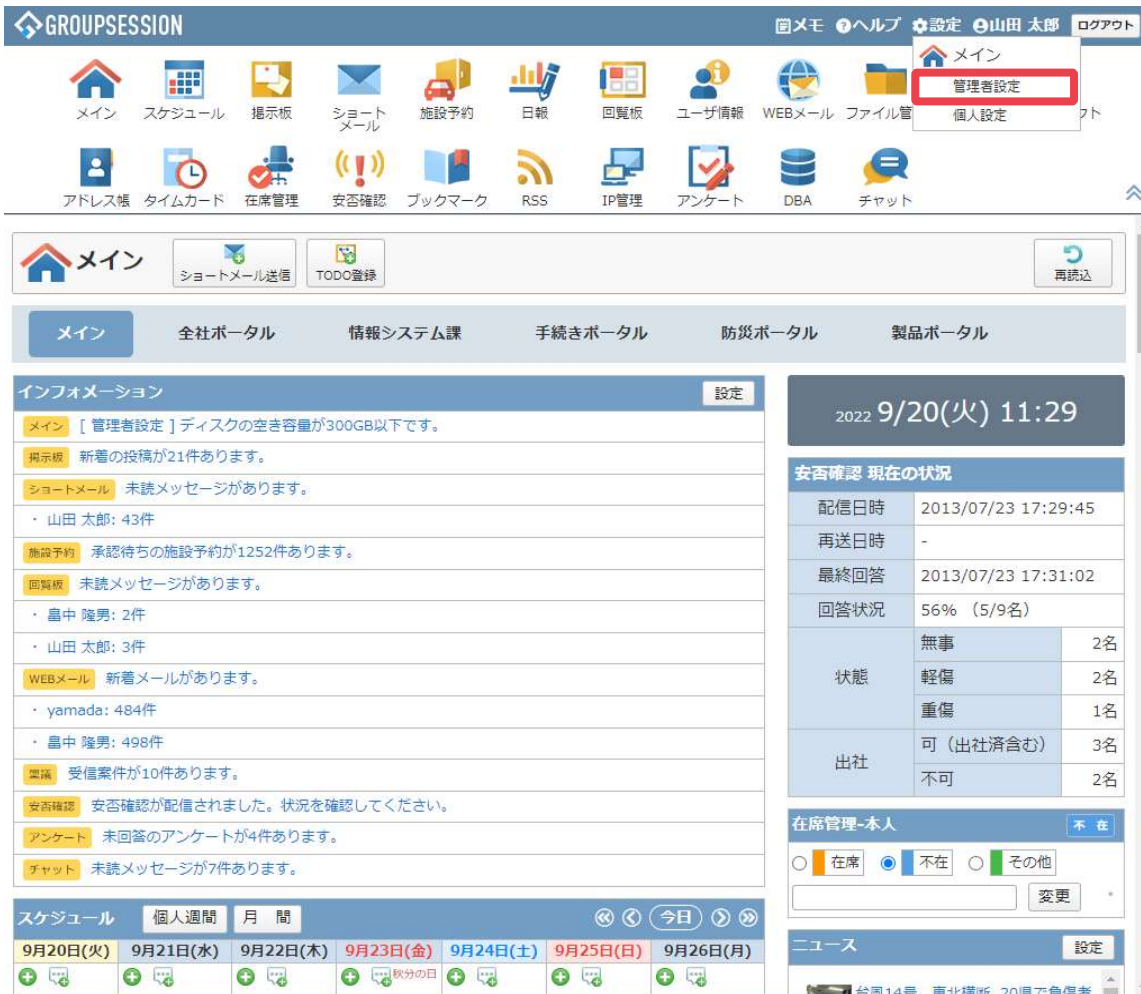 GROUPSESSION
メモ ヘルプ 設定 山田 太郎 ログアウト
メイン
管理者設定
個人設定
メイン スケジュール 掲示板 ショートメール 施設予約 日報 回覧板 ユーザ情報 WEBメール ファイル管
アドレス帳 タイムカード 在席管理 安否確認 ブックマーク RSS IP管理 アンケート DBA チャット
メイン ショートメール送信 TODO登録 再読込
メイン 全社ポータル 情報システム課 手続きポータル 防災ポータル 製品ポータル
インフォメーション 設定
メイン [ 管理者設定 ] ディスクの空き容量が300GB以下です。
掲示板 新着の投稿が21件あります。
ショートメール 未読メッセージがあります。
・ 山田 太郎: 43件
施設予約 承認待ちの施設予約が1252件あります。
回覧板 未読メッセージがあります。
・ 畠中 隆男: 2件
・ 山田 太郎: 3件
WEBメール 新着メールがあります。
・ yamada: 484件
・ 畠中 隆男: 498件
稟議 受信案件が10件あります。
安否確認 安否確認が配信されました。状況を確認してください。
アンケート 未回答のアンケートが4件あります。
チャット 未読メッセージが7件あります。
スケジュール 個人週間 月 間 今日
9月20日(火) 9月21日(水) 9月22日(木) 9月23日(金) 9月24日(土) 9月25日(日) 9月26日(月)
秋分の日
2022 9/20(火) 11:29
安否確認 現在の状況
配信日時 2013/07/23 17:29:45
再送日時 -
最終回答 2013/07/23 17:31:02
回答状況 56% （5/9名）
状態 無事 2名
軽傷 2名
重傷 1名
出社 可（出社済含む） 3名
不可 2名
在席管理-本人 不 在
在席 不在 その他
変更
ニュース 設定
台風14号 東北横断 20県で負傷者